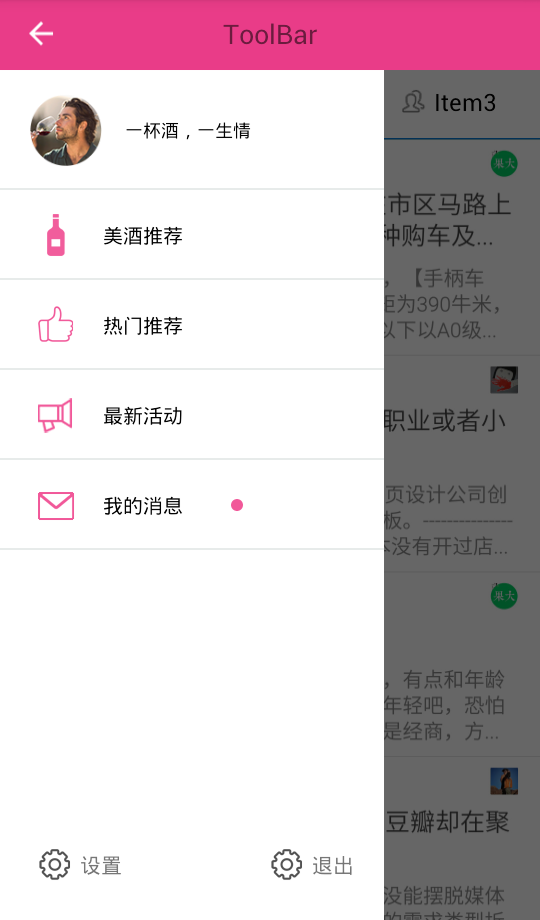 ToolBar
一杯酒，一生情
美酒推荐
热门推荐
最新活动
我的消息
设置
退出
Item3
市区马路上
种购车及...
，【手柄车
巨为390牛米，
以下以A0级...
职业或者小
页设计公司创
板。---------------
没有开过店...
，有点和年龄
年轻吧，恐怕
是经商，方...
豆瓣却在聚
没能摆脱媒体